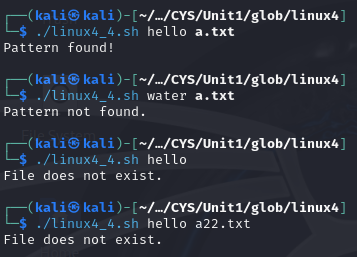 ┌──(kali㉿kali)-[~/…/CYS/Unit1/glob/linux4]
└─$ ./linux4_4.sh hello a.txt
Pattern found!
┌──(kali㉿kali)-[~/…/CYS/Unit1/glob/linux4]
└─$ ./linux4_4.sh water a.txt
Pattern not found.
┌──(kali㉿kali)-[~/…/CYS/Unit1/glob/linux4]
└─$ ./linux4_4.sh hello
File does not exist.
┌──(kali㉿kali)-[~/…/CYS/Unit1/glob/linux4]
└─$ ./linux4_4.sh hello a22.txt
File does not exist.